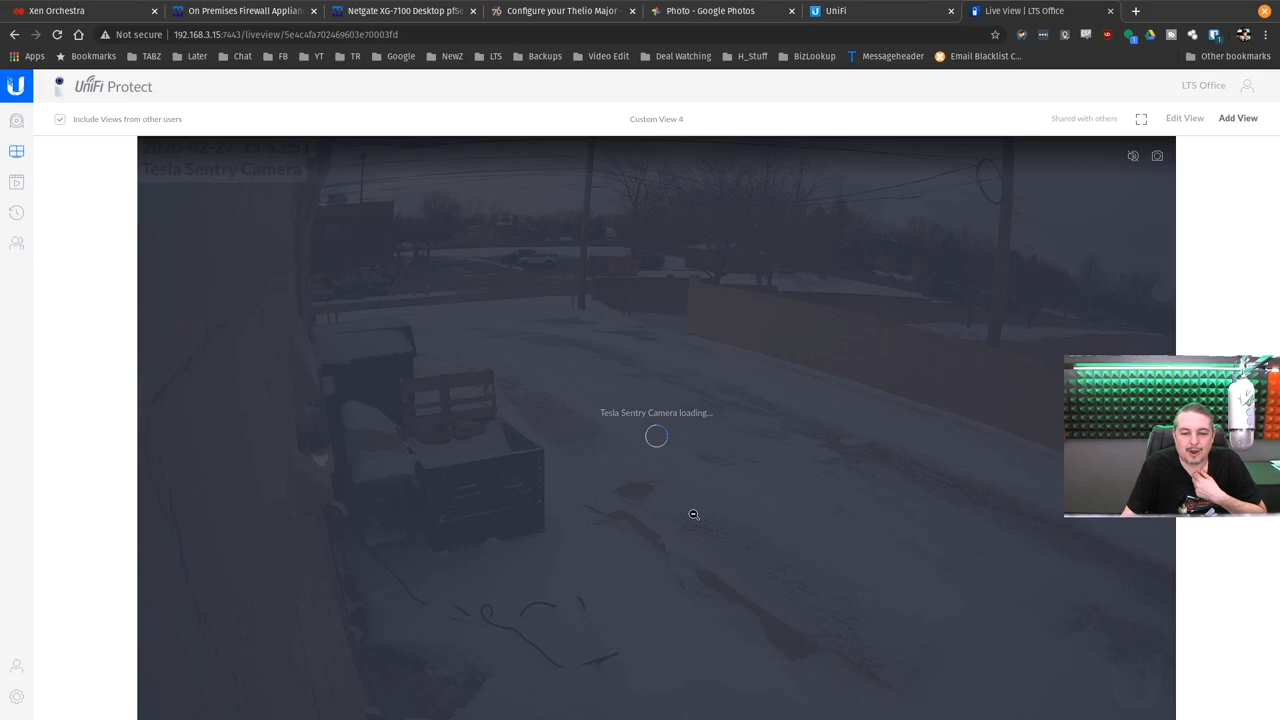 Xen Orchestra
On Premises Firewall Applian
Netgate XG-7100 Desktop pfSe
Configure your Thelio Major -
Photo - Google Photos
UniFi
Live View | LTS Office
Not secure
192.168.3.15:7443/liveview/5e4c4fa702469603e70003fd
Apps
Bookmarks
TABZ
Later
Chat
FB
YT
TR
Google
NewZ
LTS
Backups
Video Edit
Deal Watching
H_Stuff
BizLookup
Messageheader
Email Blacklist C...
Other bookmarks
UniFi Protect
LTS Office
Include Views from other users
Custom View 4
Shared with others
Edit View
Add View
Tesla Sentry Camera
Tesla Sentry Camera loading...